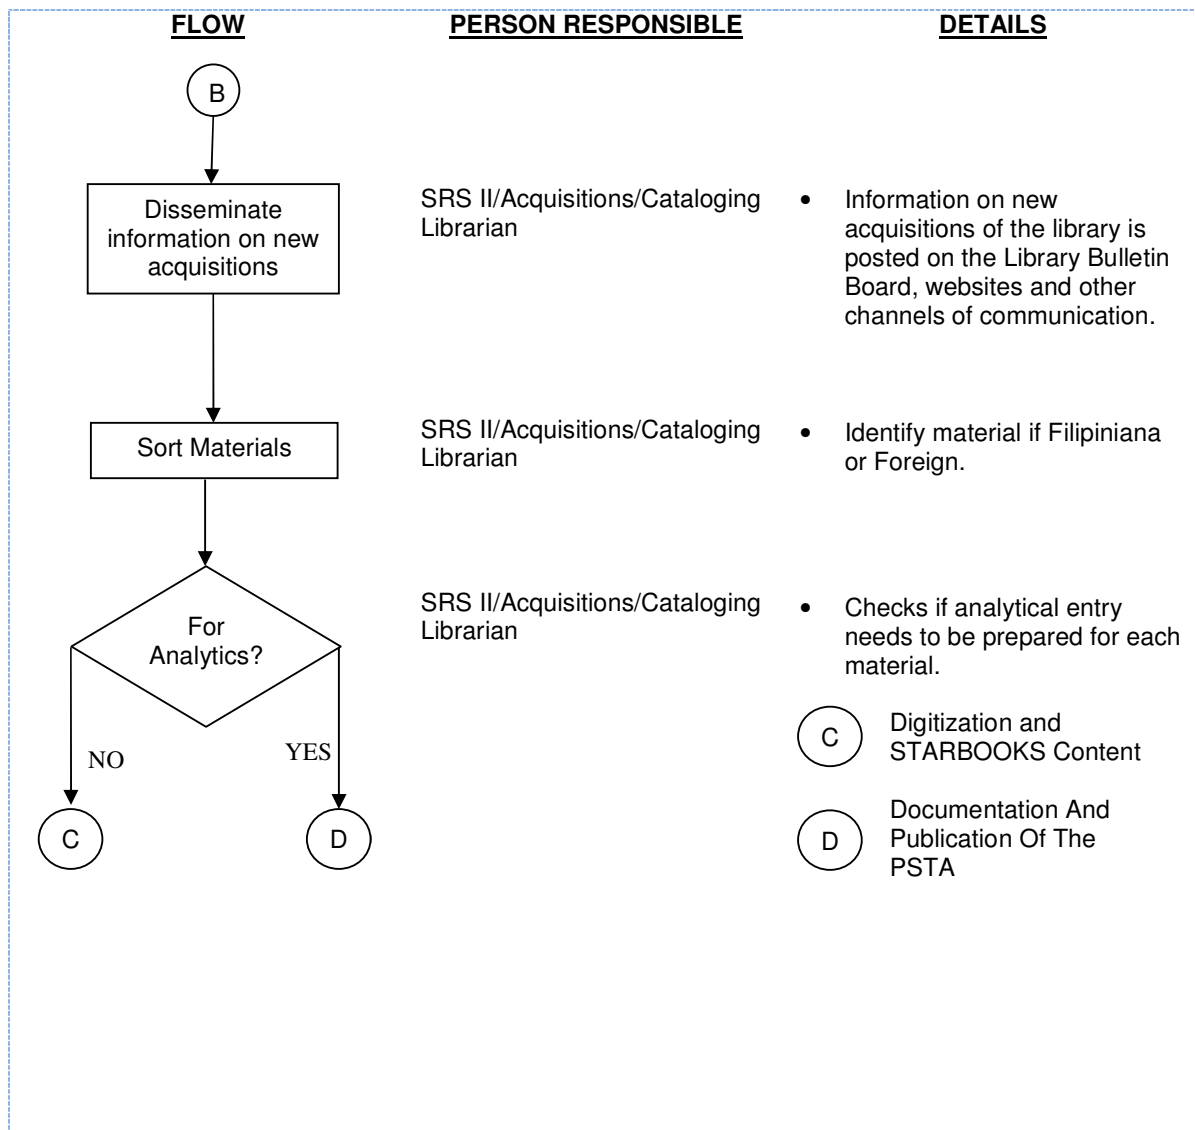 FLOW PERSON RESPONSIBLE DETAILS
B
Disseminate
information on new
acquisitions
SRS II/Acquisitions/Cataloging
Librarian
• Information on new
acquisitions of the library is
posted on the Library Bulletin
Board, websites and other
channels of communication.
Sort Materials
SRS II/Acquisitions/Cataloging
Librarian
• Identify material if Filipiniana
or Foreign.
For
Analytics?
SRS II/Acquisitions/Cataloging
Librarian
• Checks if analytical entry
needs to be prepared for each
material.
NO
YES
C
D
C
Digitization and
STARBOOKS Content
D
Documentation And
Publication Of The
PSTA